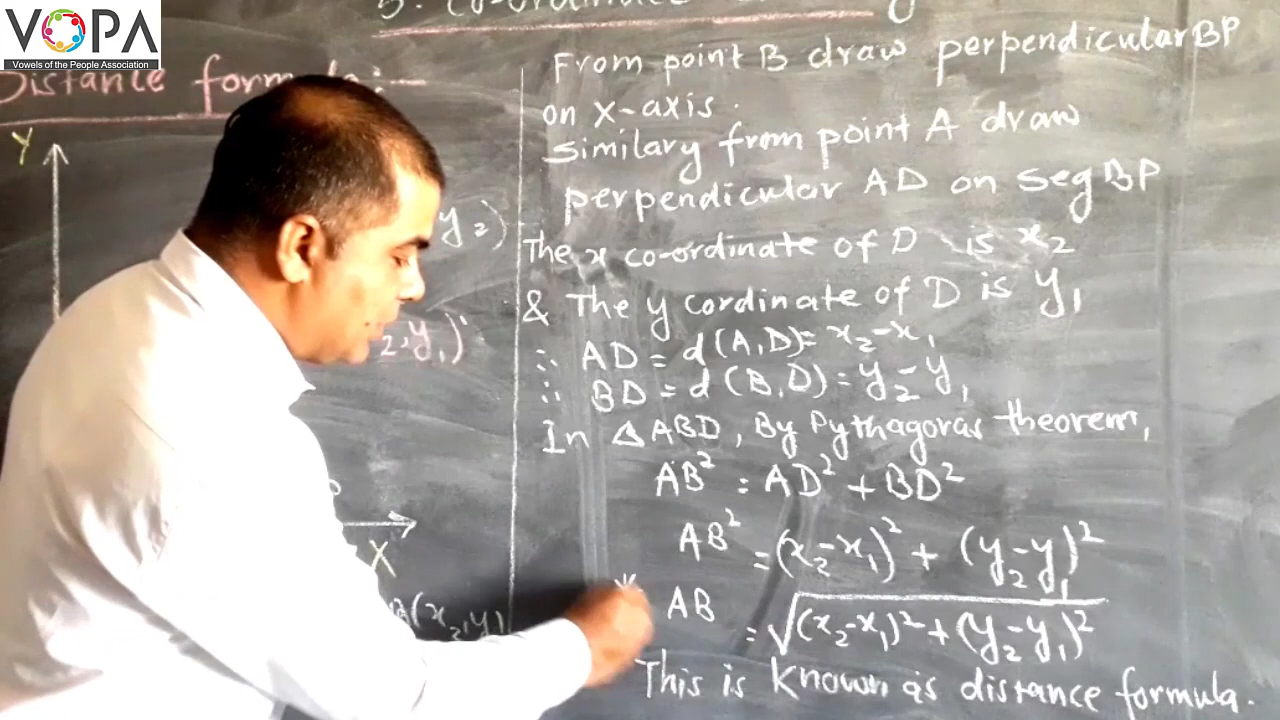 VOPA
Vowels of the People Association
Distance
Y
y₂)
y₁)
X
B(x₂,y
From point B draw perpendicular BP
on X-axis.
Similary from point A draw
perpendicular AD on seg BP
The x co-ordinate of D is x₂
& The y cordinate of D is y₁
∴ AD = d(A,D) = x₂-x₁
∴ BD = d(B,D) = y₂-y₁
In △ABD, By Pythagoras theorem,
AB² = AD² + BD²
AB² = (x₂-x₁)² + (y₂-y₁)²
* AB = √(x₂-x₁)² + (y₂-y₁)²
This is known as distance formula.